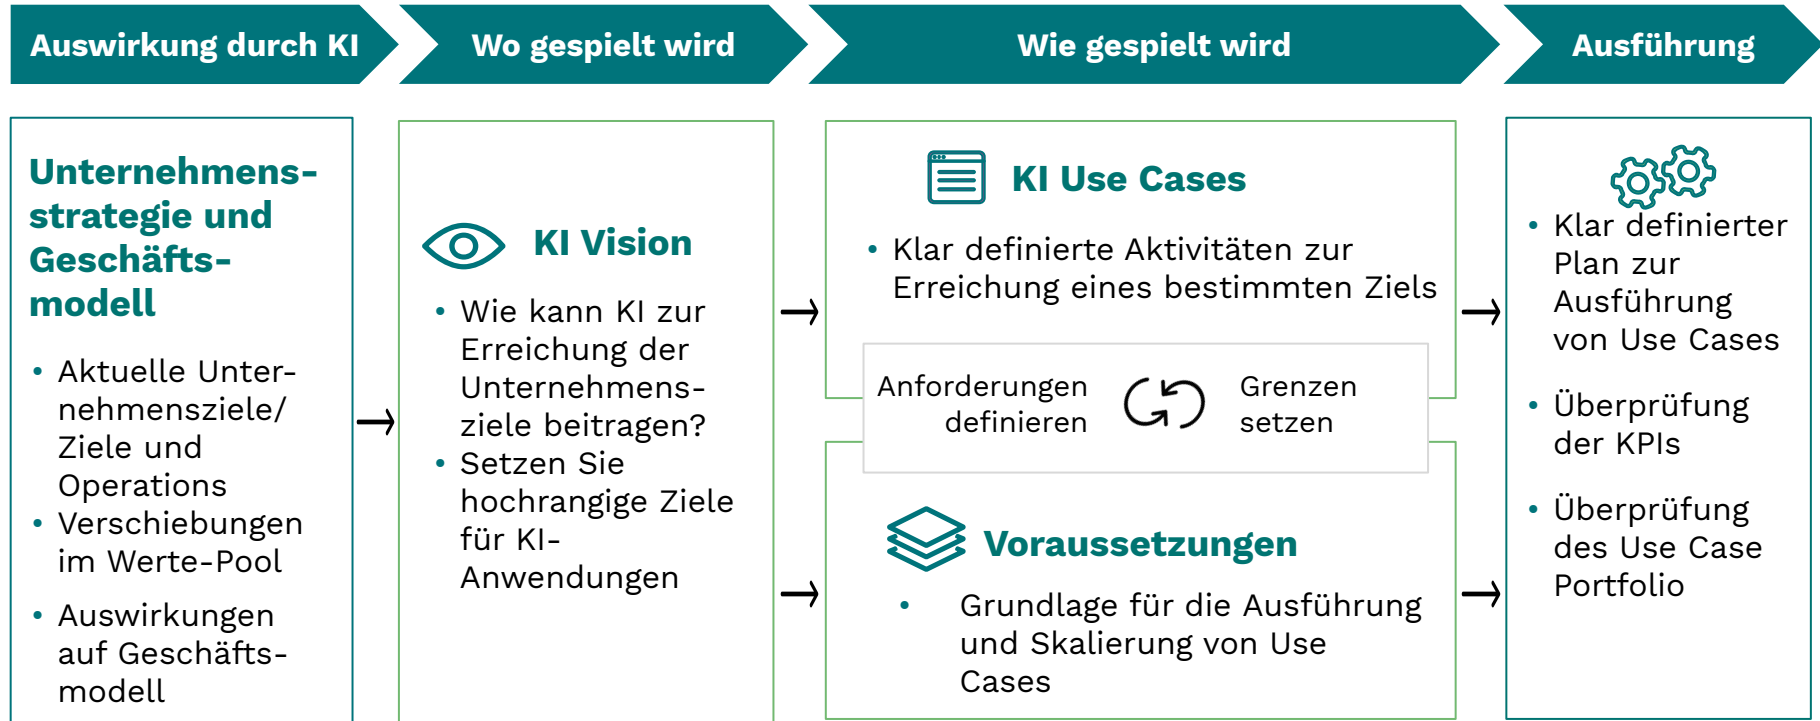 Auswirkung durch KI
Wo gespielt wird
Wie gespielt wird
Ausführung
Unternehmens-
strategie und
Geschäfts-
modell
• Aktuelle Unter-
nehmensziele/
Ziele und
Operations
• Verschiebungen
im Werte-Pool
• Auswirkungen
auf Geschäfts-
modell
KI Vision
• Wie kann KI zur
Erreichung der
Unternehmens-
ziele beitragen?
• Setzen Sie
hochrangige Ziele
für KI-
Anwendungen
KI Use Cases
• Klar definierte Aktivitäten zur
Erreichung eines bestimmten Ziels
Anforderungen
definieren
Grenzen
setzen
Voraussetzungen
• Grundlage für die Ausführung
und Skalierung von Use
Cases
• Klar definierter
Plan zur
Ausführung
von Use Cases
• Überprüfung
der KPIs
• Überprüfung
des Use Case
Portfolio